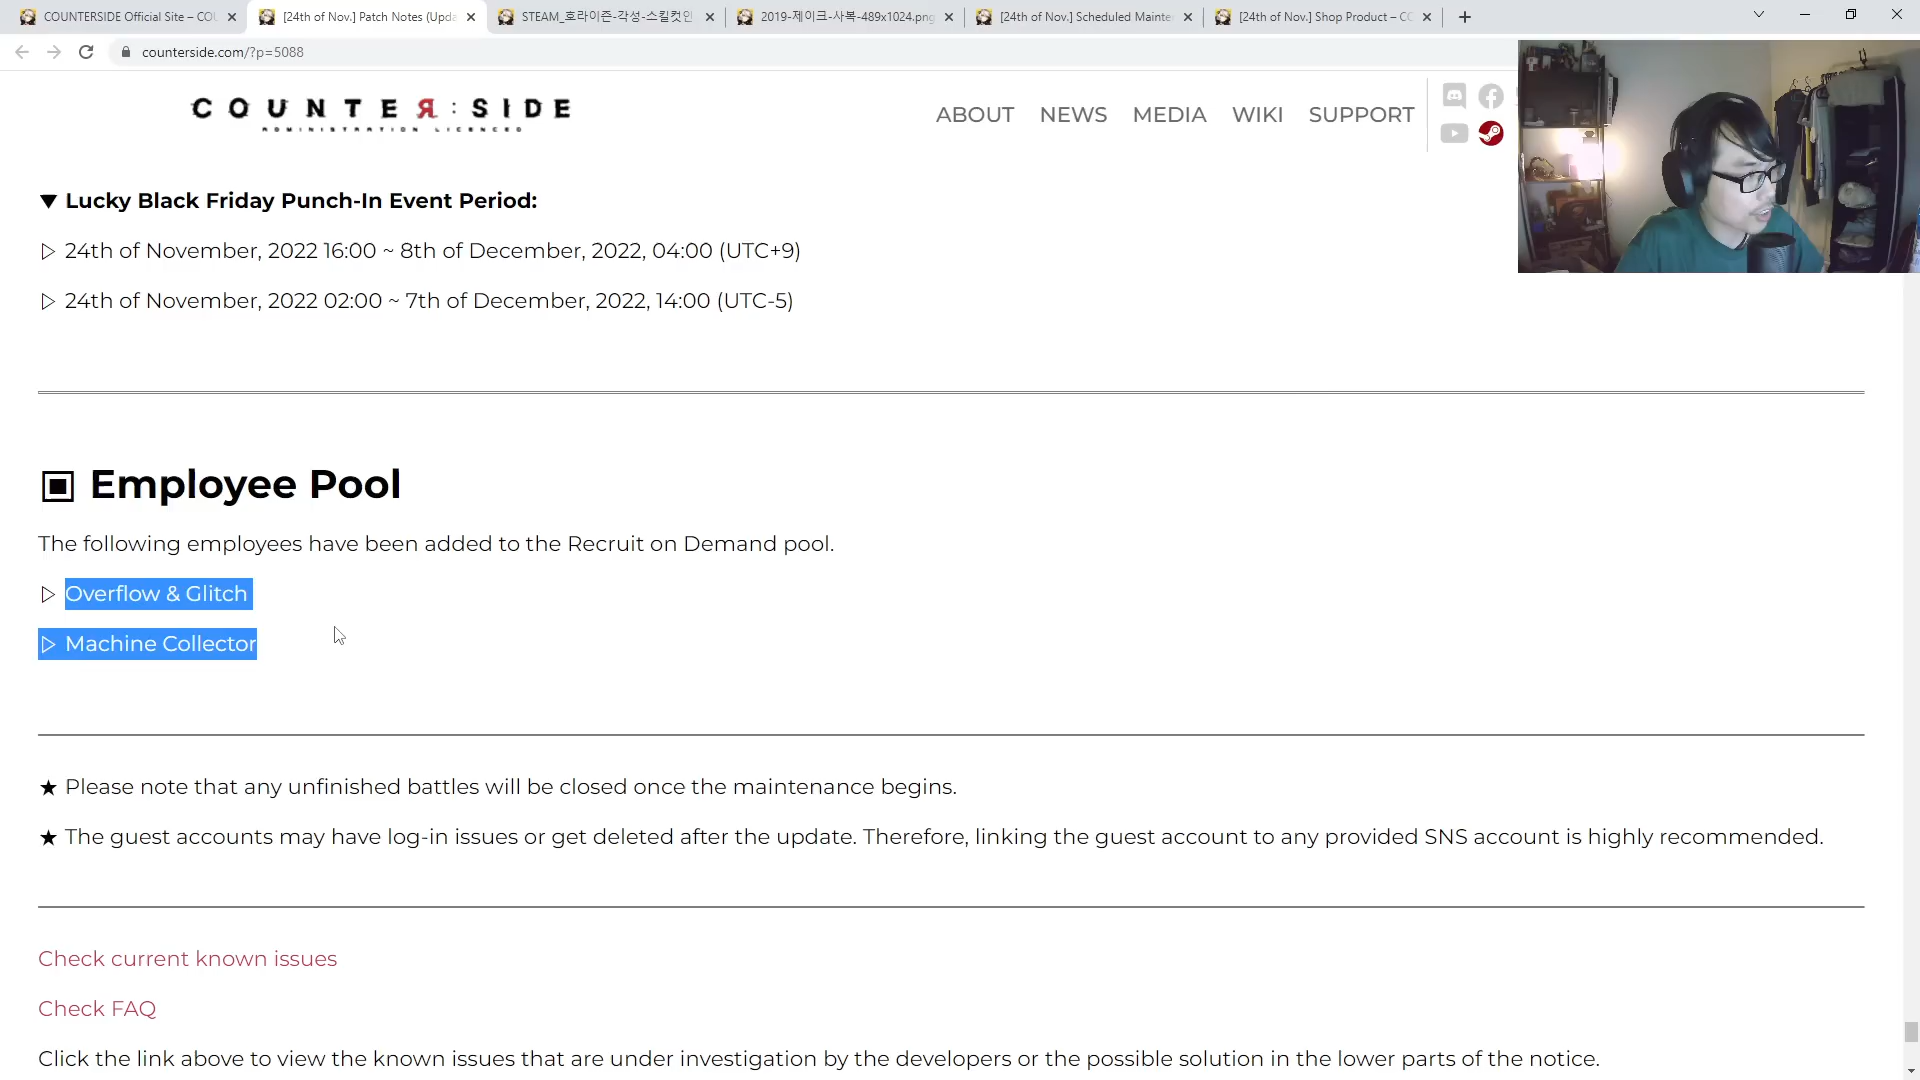 COUNTERSIDE Official Site – COU
[24th of Nov.] Patch Notes (Upda
STEAM_호라이즌-각성-스킬컷인
2019-제이크-사복-489x1024.png
[24th of Nov.] Scheduled Mainte
[24th of Nov.] Shop Product – CO
counterside.com/?p=5088
COUNTEЯ:SIDE
ADMINISTRATION LICENCED
ABOUT
NEWS
MEDIA
WIKI
SUPPORT
▼ Lucky Black Friday Punch-In Event Period:
▷ 24th of November, 2022 16:00 ~ 8th of December, 2022, 04:00 (UTC+9)
▷ 24th of November, 2022 02:00 ~ 7th of December, 2022, 14:00 (UTC-5)
▣ Employee Pool
The following employees have been added to the Recruit on Demand pool.
▷ Overflow & Glitch
▷ Machine Collector
★ Please note that any unfinished battles will be closed once the maintenance begins.
★ The guest accounts may have log-in issues or get deleted after the update. Therefore, linking the guest account to any provided SNS account is highly recommended.
Check current known issues
Check FAQ
Click the link above to view the known issues that are under investigation by the developers or the possible solution in the lower parts of the notice.